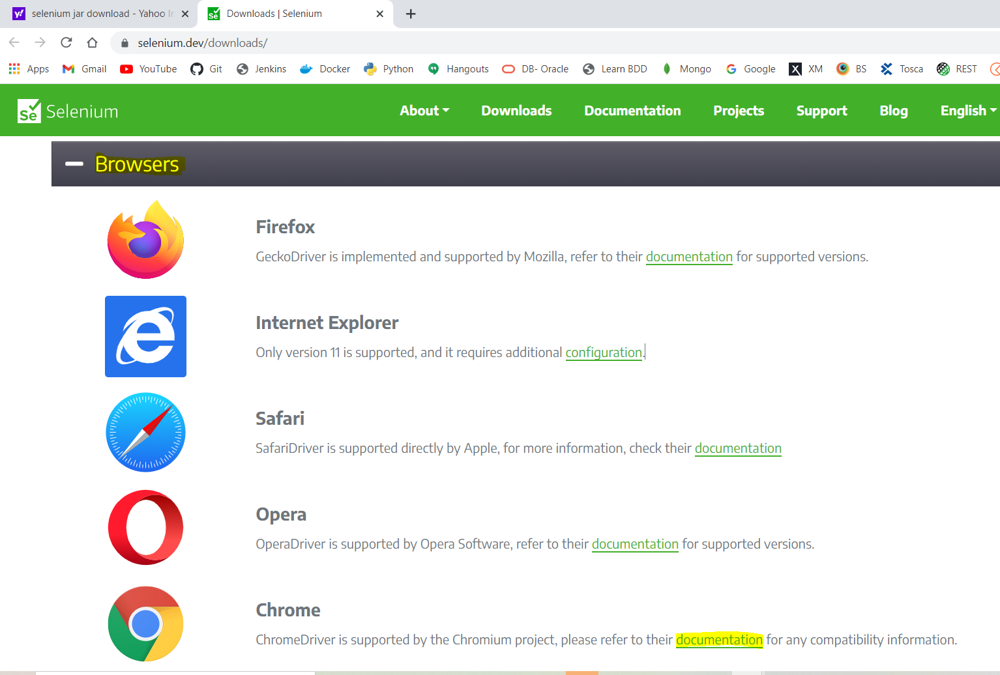 selenium jar download - Yahoo
Downloads | Selenium
selenium.dev/downloads/
Apps Gmail YouTube Git Jenkins Docker Python Hangouts DB- Oracle Learn BDD Mongo Google XM BS Tosca REST
Se Selenium About Downloads Documentation Projects Support Blog English
Browsers
Firefox
GeckoDriver is implemented and supported by Mozilla, refer to their documentation for supported versions.
Internet Explorer
Only version 11 is supported, and it requires additional configuration.
Safari
SafariDriver is supported directly by Apple, for more information, check their documentation
Opera
OperaDriver is supported by Opera Software, refer to their documentation for supported versions.
Chrome
ChromeDriver is supported by the Chromium project, please refer to their documentation for any compatibility information.